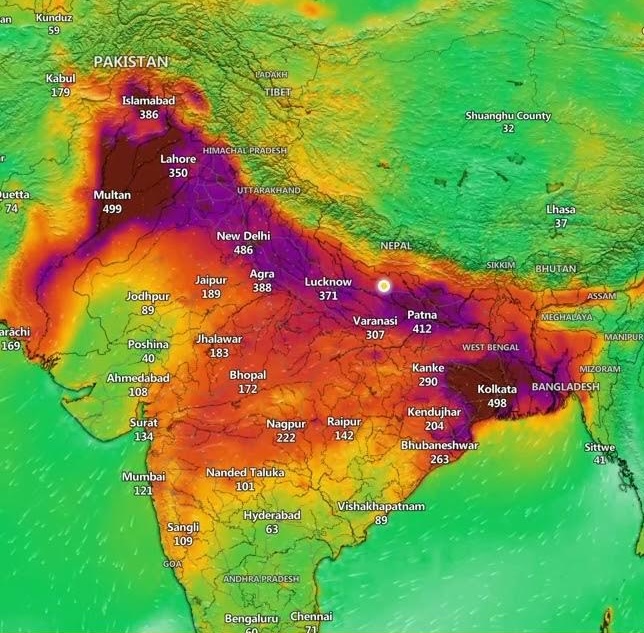 Kunduz
59
PAKISTAN
Kabul
179
LADAKH
TIBET
Islamabad
386
Shuanghu County
32
Lahore
350
HIMACHAL PRADESH
Multan
499
UTTARAKHAND
74
Lhasa
37
New Delhi
486
NEPAL
SIKKIM
BHUTAN
Jaipur
189
Agra
388
Lucknow
371
Jodhpur
89
ASSAM
MEGHALAYA
Varanasi
307
Patna
412
169
MANIPUR
Poshina
40
Jhalawar
183
WEST BENGAL
MIZORAM
Ahmedabad
108
Bhopal
172
Kanke
290
Kolkata
498
BANGLADESH
Surat
134
Nagpur
222
Raipur
142
Kendujhar
204
Bhubaneshwar
263
Sittwe
41
Mumbai
121
Nanded Taluka
101
Vishakhapatnam
89
Hyderabad
63
Sangli
109
GOA
ANDHRA PRADESH
Bengaluru
60
Chennai
71